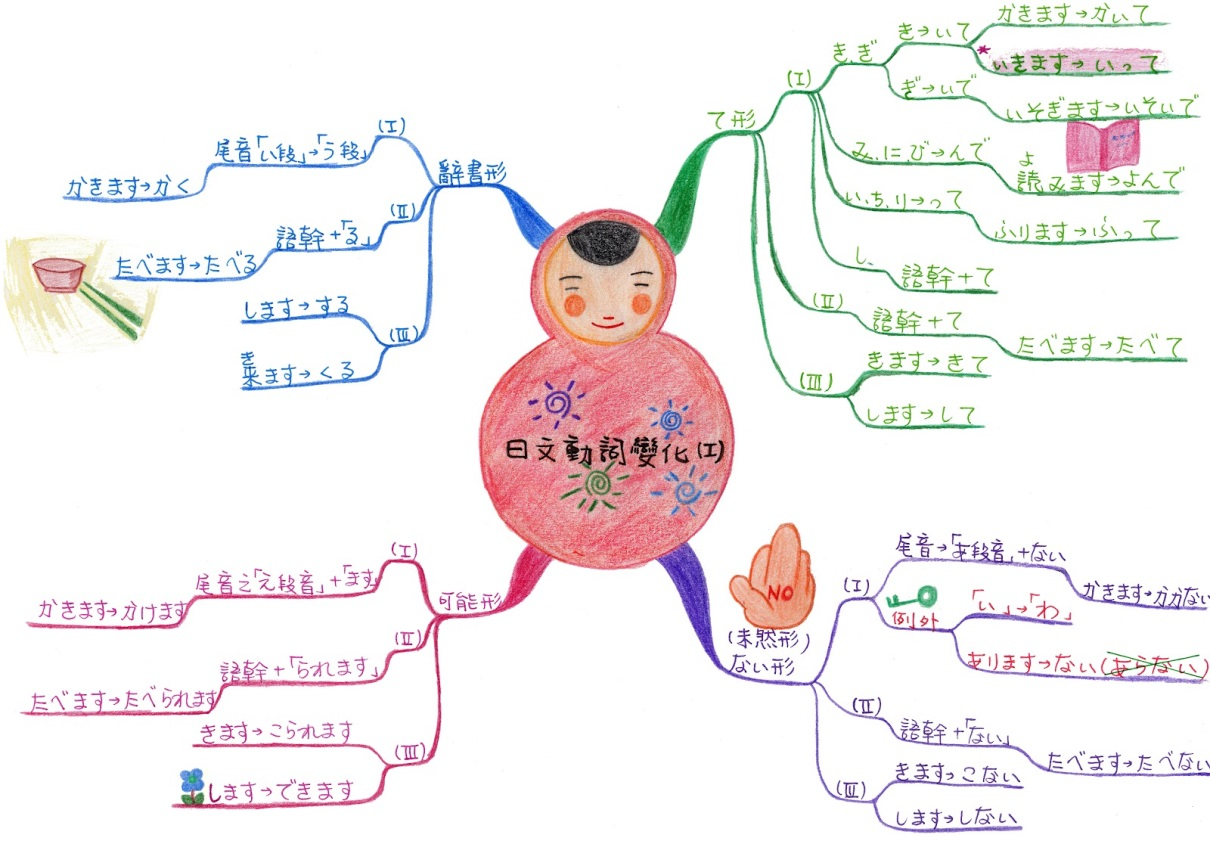 日文動詞變化(I)
て形
(I)
き.ぎ
き→いて
かきます→かいて
*いきます→いって
ぎ→いで
いそぎます→いそいで
み.に.び→んで
よ
読みます→よんで
い.ち.り→って
ふります→ふって
し.
語幹+て
(II)
語幹+て
たべます→たべて
(III)
きます→きて
します→して
(未然形)
ない形
NO
(I)
尾音→「あ段音」+ない
かきます→かかない
例外
「い」→「わ」
あります→ない(あらない)
(II)
語幹+「ない」
たべます→たべない
(III)
きます→こない
します→しない
可能形
(I)
尾音之「え段音」+「ます」
かきます→かけます
(II)
語幹+「られます」
たべます→たべられます
(III)
きます→こられます
します→できます
辭書形
(I)
尾音「い段」→「う段」
かきます→かく
(II)
語幹+「る」
たべます→たべる
(III)
します→する
来ます→くる